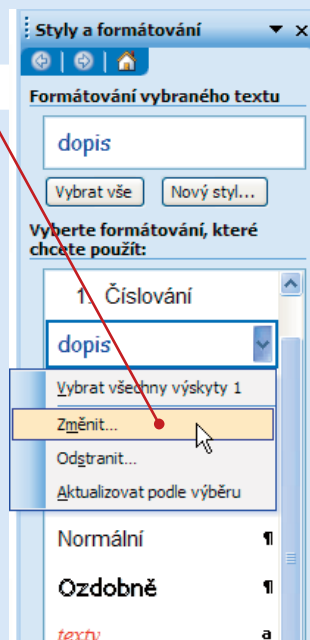 Styly a formátování
Formátování vybraného textu
dopis
Vybrat vše Nový styl...
Vyberte formátování, které
chcete použít:
1. Číslování
dopis
Vybrat všechny výskyty 1
Změnit...
Odstranit...
Aktualizovat podle výběru
Normální ¶
Ozdobně ¶
texty a